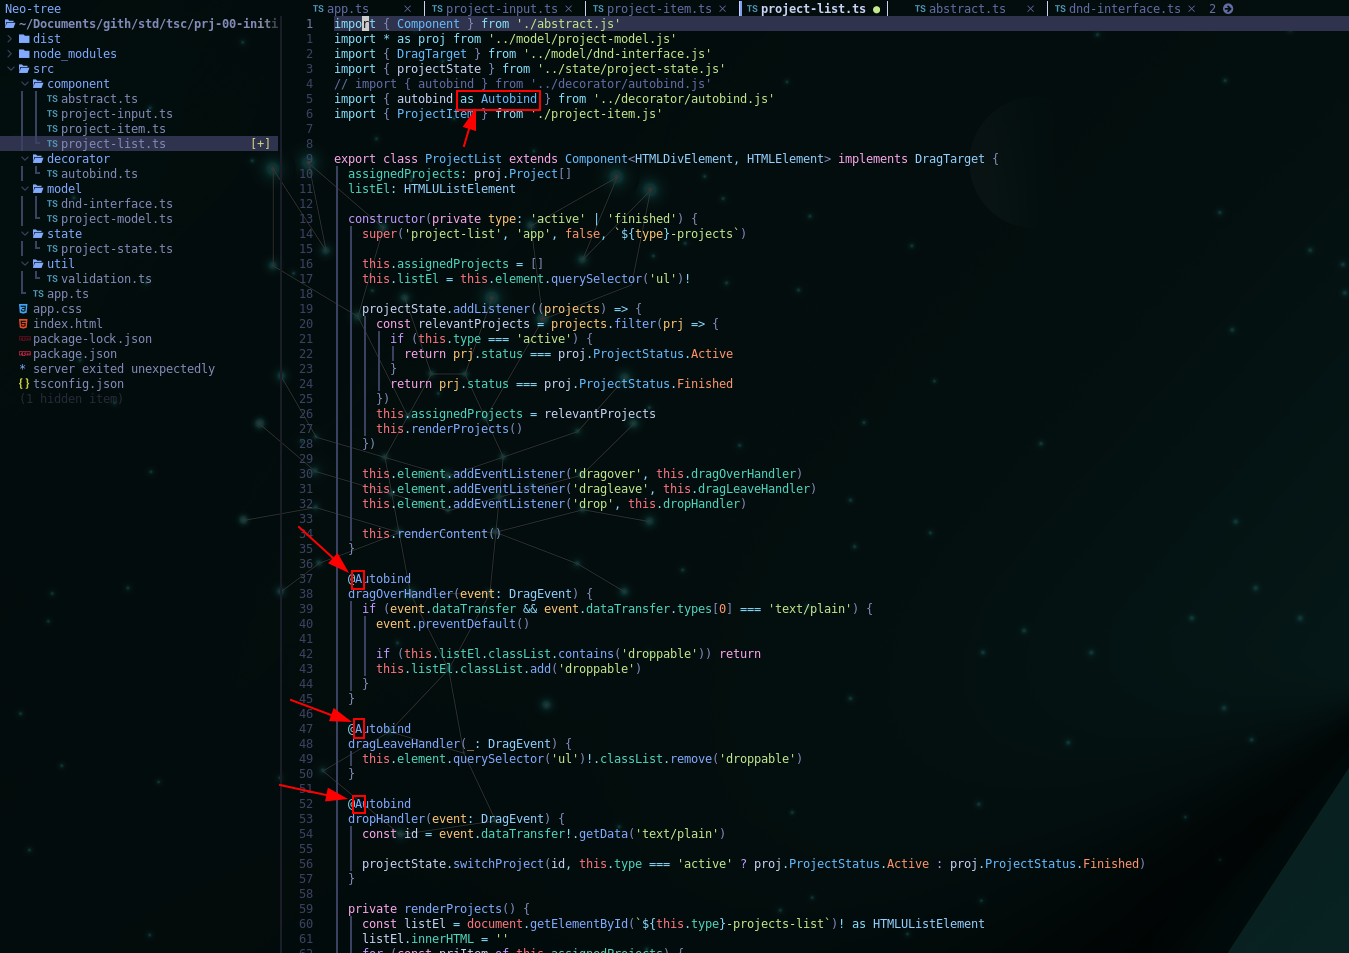 Neo-tree
TS app.ts × TS project-input.ts × TS project-item.ts × TS project-list.ts ● TS abstract.ts × TS dnd-interface.ts × 2
~/Documents/gith/std/tsc/prj-00-initi
dist
node_modules
src
component
TS abstract.ts
TS project-input.ts
TS project-item.ts
TS project-list.ts [+]
decorator
TS autobind.ts
model
TS dnd-interface.ts
TS project-model.ts
state
TS project-state.ts
util
TS validation.ts
TS app.ts
app.css
index.html
package-lock.json
package.json
* server exited unexpectedly
{} tsconfig.json
(1 hidden item)
1 import { Component } from './abstract.js'
1 import * as proj from '../model/project-model.js'
2 import { DragTarget } from '../model/dnd-interface.js'
3 import { projectState } from '../state/project-state.js'
4 // import { autobind } from '../decorator/autobind.js'
5 import { autobind as Autobind } from '../decorator/autobind.js'
6 import { ProjectItem } from './project-item.js'
7
8
9 export class ProjectList extends Component<HTMLDivElement, HTMLElement> implements DragTarget {
10 assignedProjects: proj.Project[]
11 listEl: HTMLUListElement
12
13 constructor(private type: 'active' | 'finished') {
14 super('project-list', 'app', false, `${type}-projects`)
15
16 this.assignedProjects = []
17 this.listEl = this.element.querySelector('ul')!
18
19 projectState.addListener((projects) => {
20 const relevantProjects = projects.filter(prj => {
21 if (this.type === 'active') {
22 return prj.status === proj.ProjectStatus.Active
23 }
24 return prj.status === proj.ProjectStatus.Finished
25 })
26 this.assignedProjects = relevantProjects
27 this.renderProjects()
28 })
29
30 this.element.addEventListener('dragover', this.dragOverHandler)
31 this.element.addEventListener('dragleave', this.dragLeaveHandler)
32 this.element.addEventListener('drop', this.dropHandler)
33
34 this.renderContent()
35 }
36
37 @Autobind
38 dragOverHandler(event: DragEvent) {
39 if (event.dataTransfer && event.dataTransfer.types[0] === 'text/plain') {
40 event.preventDefault()
41
42 if (this.listEl.classList.contains('droppable')) return
43 this.listEl.classList.add('droppable')
44 }
45 }
46
47 @Autobind
48 dragLeaveHandler(_: DragEvent) {
49 this.element.querySelector('ul')!.classList.remove('droppable')
50 }
51
52 @Autobind
53 dropHandler(event: DragEvent) {
54 const id = event.dataTransfer!.getData('text/plain')
55
56 projectState.switchProject(id, this.type === 'active' ? proj.ProjectStatus.Active : proj.ProjectStatus.Finished)
57 }
58
59 private renderProjects() {
60 const listEl = document.getElementById(`${this.type}-projects-list`)! as HTMLUListElement
61 listEl.innerHTML = ''
62 for (const prjItem of this.assignedProjects) {